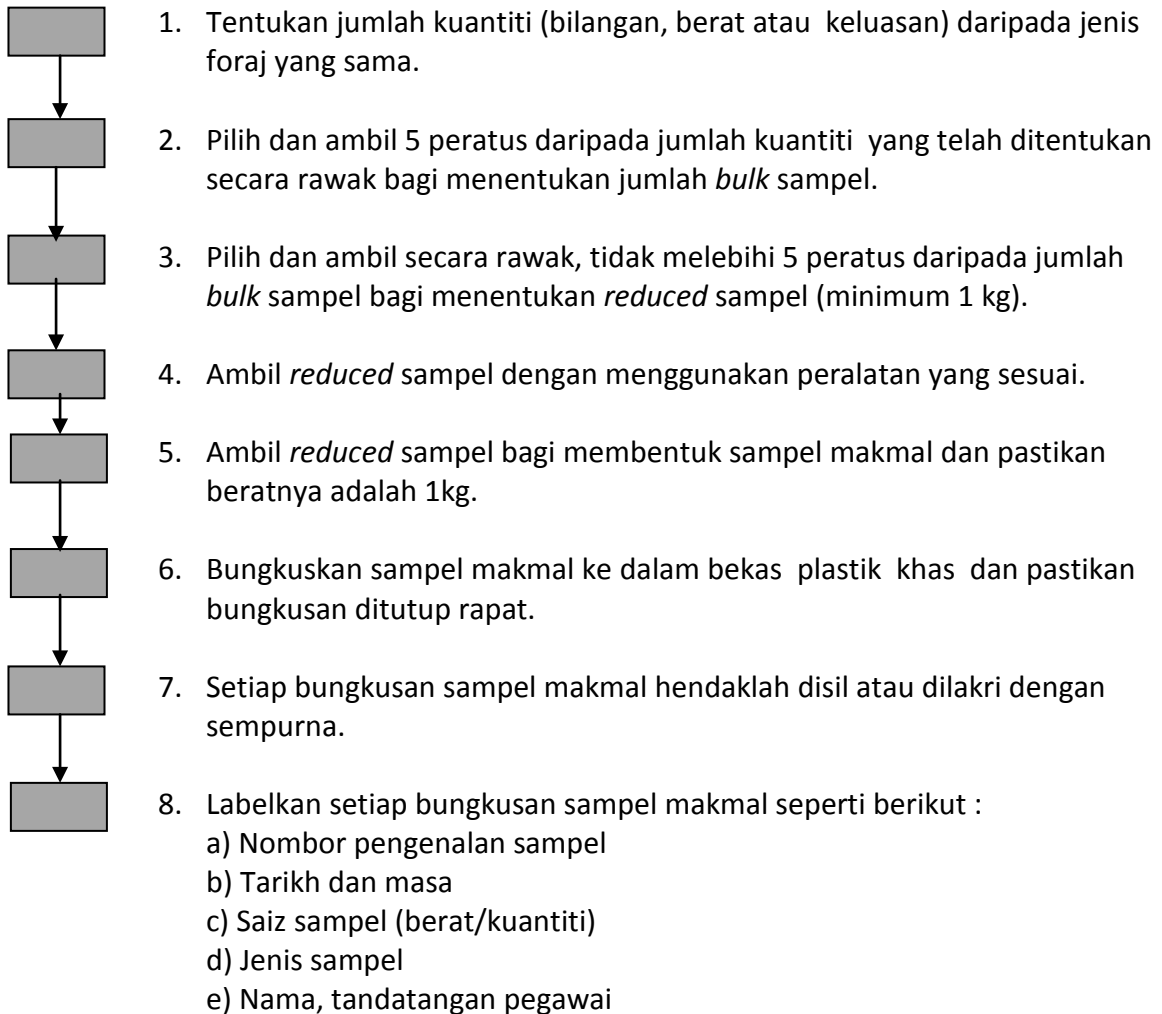 1. Tentukan jumlah kuantiti (bilangan, berat atau keluasan) daripada jenis
foraj yang sama.
2. Pilih dan ambil 5 peratus daripada jumlah kuantiti yang telah ditentukan
secara rawak bagi menentukan jumlah bulk sampel.
3. Pilih dan ambil secara rawak, tidak melebihi 5 peratus daripada jumlah
bulk sampel bagi menentukan reduced sampel (minimum 1 kg).
4. Ambil reduced sampel dengan menggunakan peralatan yang sesuai.
5. Ambil reduced sampel bagi membentuk sampel makmal dan pastikan
beratnya adalah 1kg.
6. Bungkuskan sampel makmal ke dalam bekas plastik khas dan pastikan
bungkusan ditutup rapat.
7. Setiap bungkusan sampel makmal hendaklah disil atau dilakri dengan
sempurna.
8. Labelkan setiap bungkusan sampel makmal seperti berikut :
a) Nombor pengenalan sampel
b) Tarikh dan masa
c) Saiz sampel (berat/kuantiti)
d) Jenis sampel
e) Nama, tandatangan pegawai